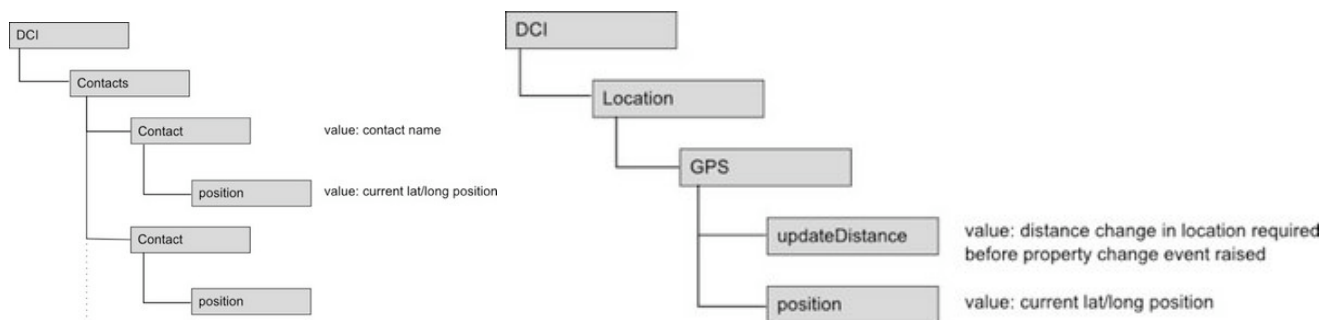 DCI
Contacts
Contact
value: contact name
position
value: current lat/long position
Contact
position
DCI
Location
GPS
updateDistance
value: distance change in location required
before property change event raised
position
value: current lat/long position